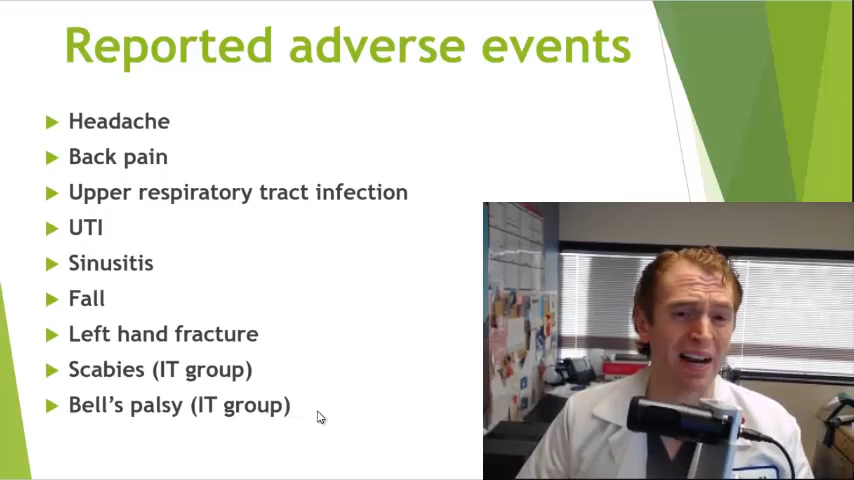 Reported adverse events
Headache
Back pain
Upper respiratory tract infection
UTI
Sinusitis
Fall
Left hand fracture
Scabies (IT group)
Bell's palsy (IT group)